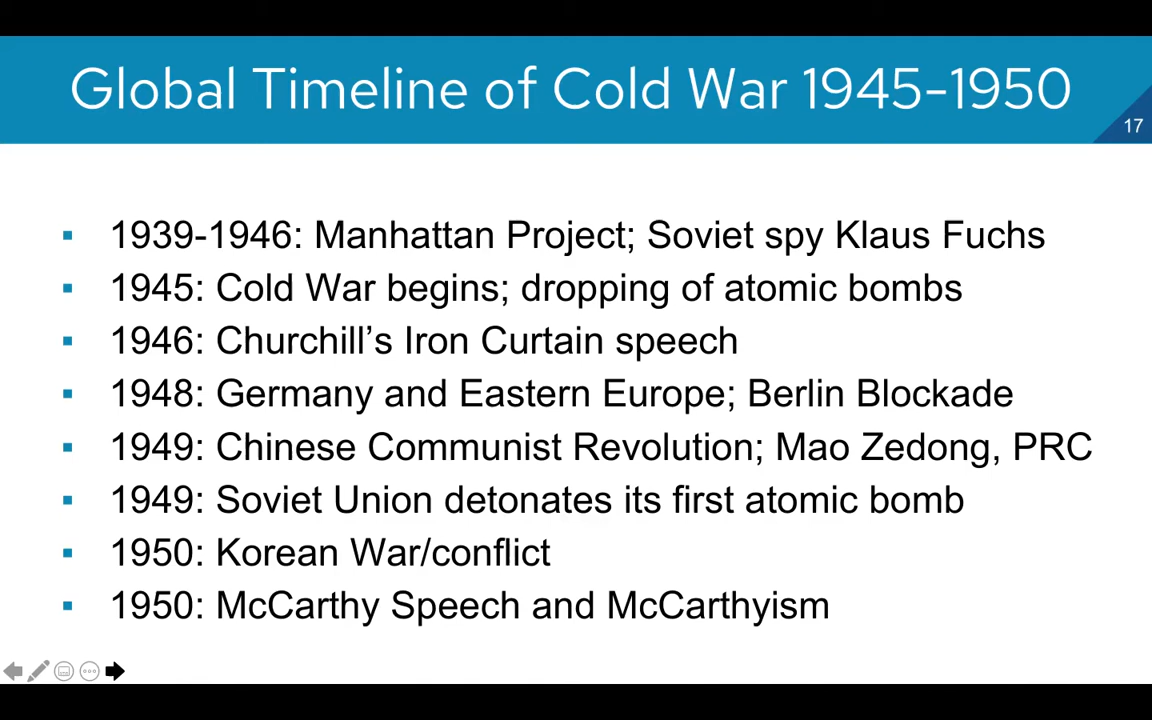 Global Timeline of Cold War 1945-1950
17
▪ 1939-1946: Manhattan Project; Soviet spy Klaus Fuchs
▪ 1945: Cold War begins; dropping of atomic bombs
▪ 1946: Churchill’s Iron Curtain speech
▪ 1948: Germany and Eastern Europe; Berlin Blockade
▪ 1949: Chinese Communist Revolution; Mao Zedong, PRC
▪ 1949: Soviet Union detonates its first atomic bomb
▪ 1950: Korean War/conflict
▪ 1950: McCarthy Speech and McCarthyism